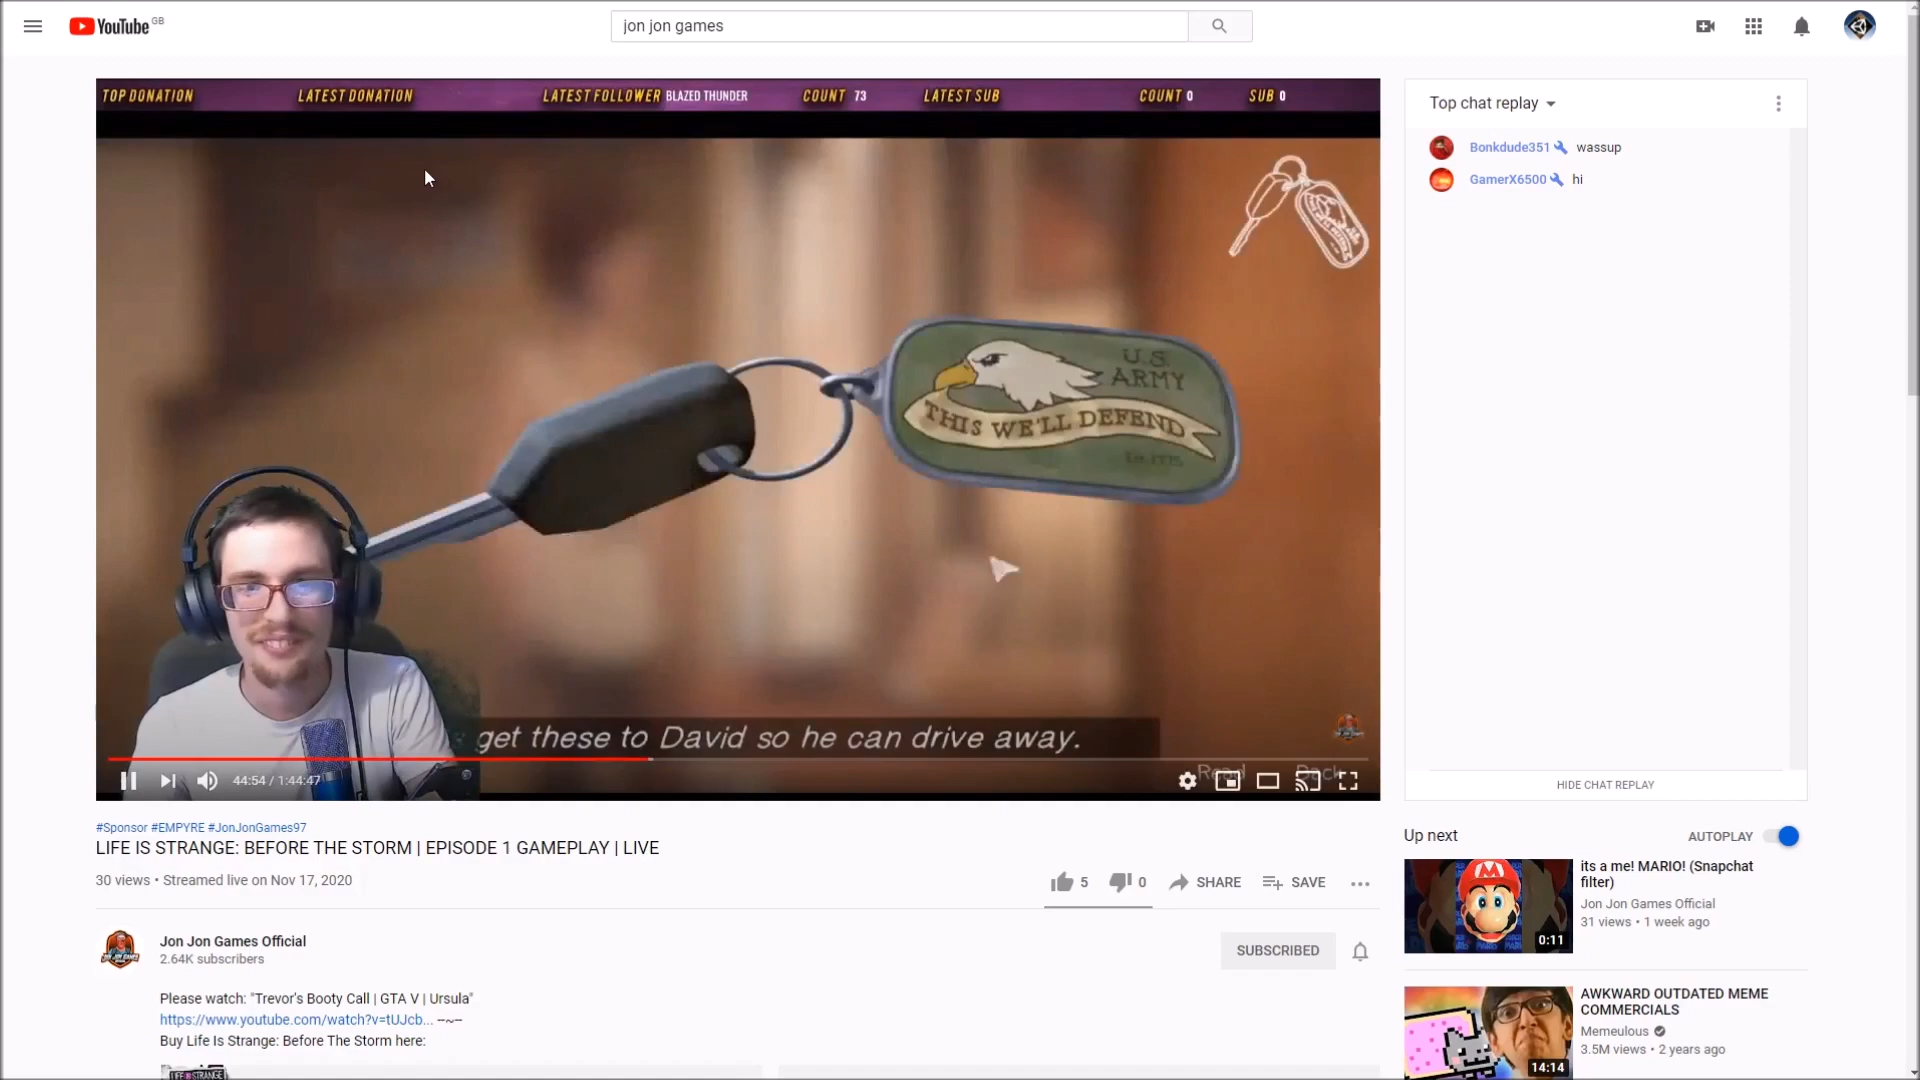 YouTube GB
jon jon games
TOP DONATION LATEST DONATION LATEST FOLLOWER BLAZED THUNDER COUNT 73 LATEST SUB COUNT 0 SUB 0
U.S.
ARMY
THIS WE'LL DEFEND
get these to David so he can drive away.
Read Back
44:54 / 1:44:47
Top chat replay
Bonkdude351 wassup
GamerX6500 hi
HIDE CHAT REPLAY
#Sponsor #EMPYRE #JonJonGames97
LIFE IS STRANGE: BEFORE THE STORM | EPISODE 1 GAMEPLAY | LIVE
30 views • Streamed live on Nov 17, 2020
5 0 SHARE SAVE
Jon Jon Games Official
2.64K subscribers
SUBSCRIBED
Please watch: "Trevor's Booty Call | GTA V | Ursula"
https://www.youtube.com/watch?v=tUJcb... --~--
Buy Life Is Strange: Before The Storm here:
LIFE IS STRANGE
Up next
AUTOPLAY
its a me! MARIO! (Snapchat
filter)
Jon Jon Games Official
31 views • 1 week ago
0:11
AWKWARD OUTDATED MEME
COMMERCIALS
Memeulous
3.5M views • 2 years ago
14:14